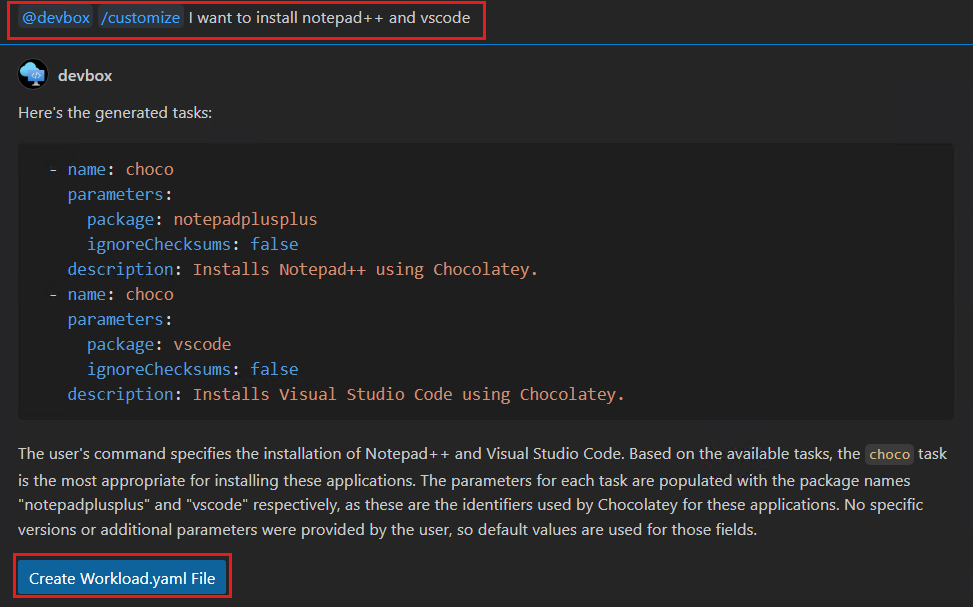 @devbox /customize I want to install notepad++ and vscode
devbox
Here's the generated tasks:
- name: choco
parameters:
package: notepadplusplus
ignoreChecksums: false
description: Installs Notepad++ using Chocolatey.
- name: choco
parameters:
package: vscode
ignoreChecksums: false
description: Installs Visual Studio Code using Chocolatey.
The user's command specifies the installation of Notepad++ and Visual Studio Code. Based on the available tasks, the choco task
is the most appropriate for installing these applications. The parameters for each task are populated with the package names
"notepadplusplus" and "vscode" respectively, as these are the identifiers used by Chocolatey for these applications. No specific
versions or additional parameters were provided by the user, so default values are used for those fields.
Create Workload.yaml File